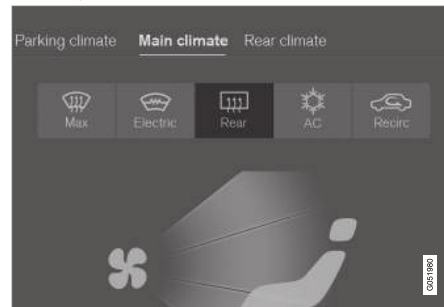 Parking climate Main climate Rear climate
Max Electric Rear AC Recirc
G051980